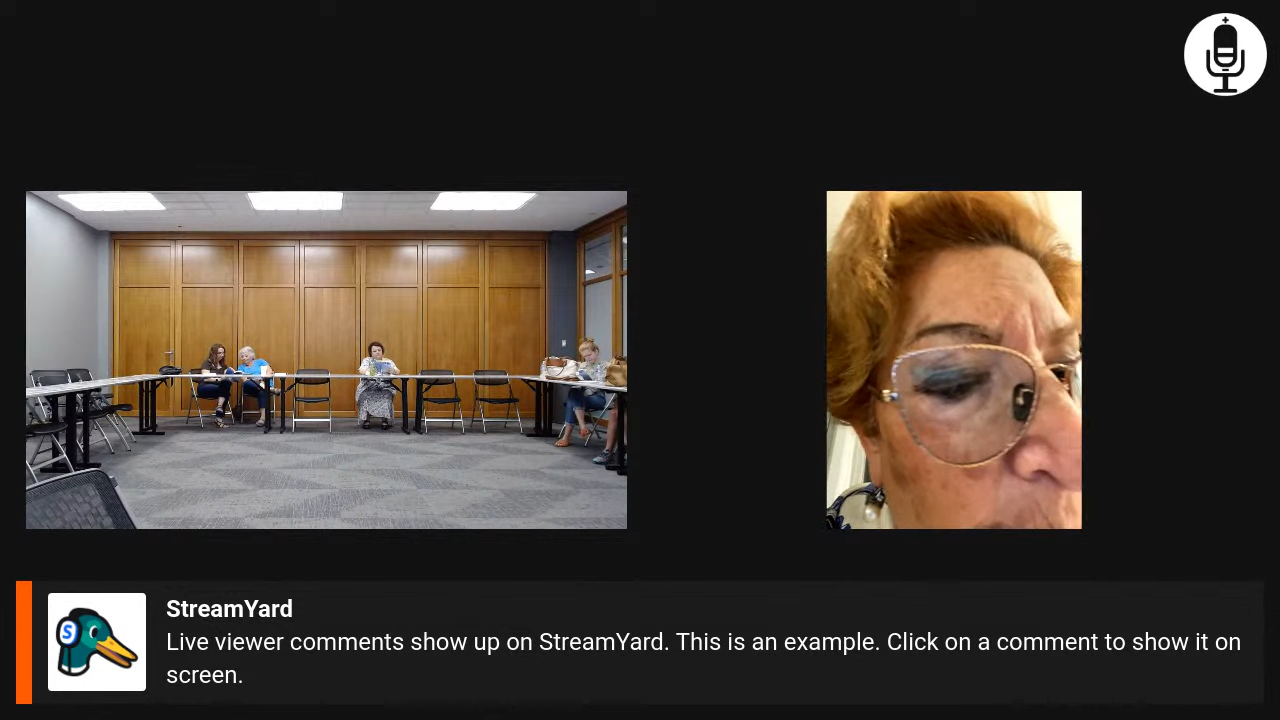 StreamYard
Live viewer comments show up on StreamYard. This is an example. Click on a comment to show it on
screen.
S